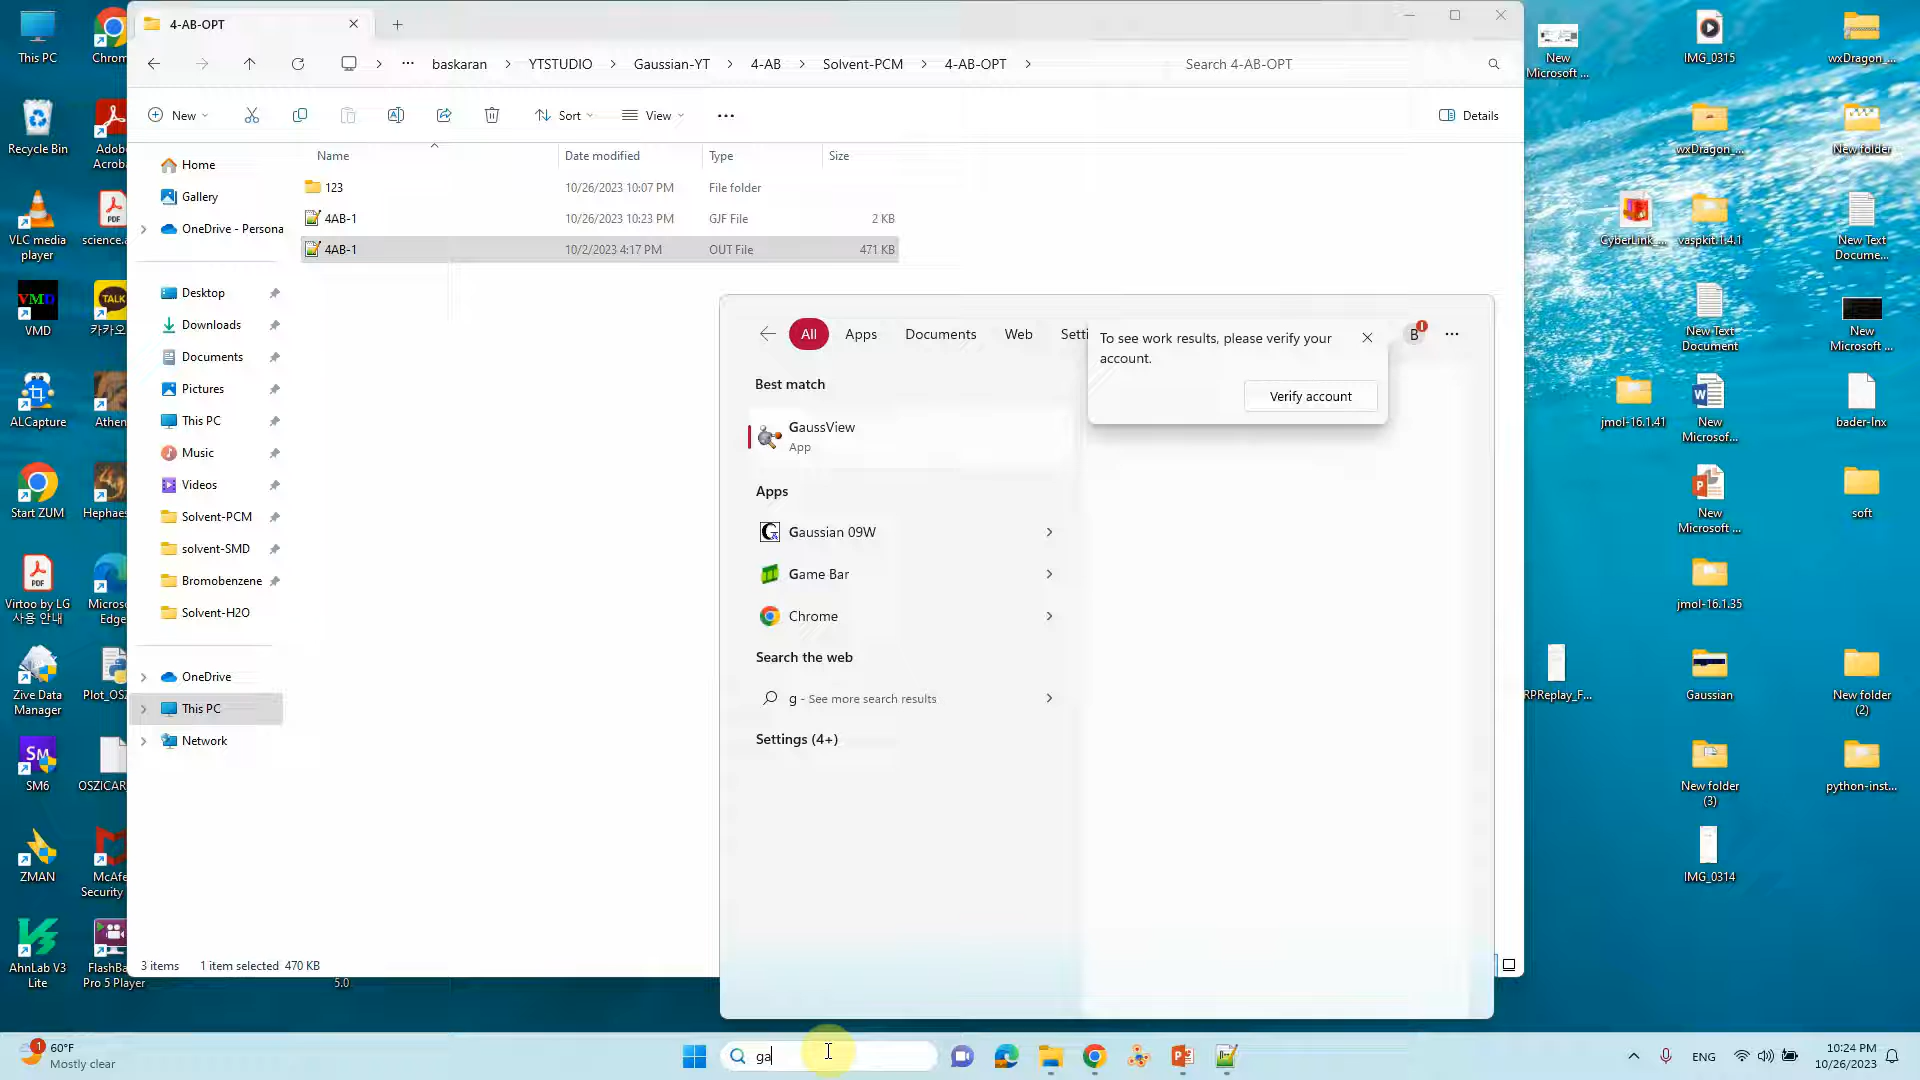 4-AB-OPT
baskaran
YTSTUDIO
Gaussian-YT
4-AB
Solvent-PCM
4-AB-OPT
Search 4-AB-OPT
New
Sort
View
Details
Name
Date modified
Type
Size
123
10/26/2023 10:07 PM
File folder
4AB-1
10/26/2023 10:23 PM
GJF File
2 KB
4AB-1
10/2/2023 4:17 PM
OUT File
471 KB
Home
Gallery
OneDrive - Persona
Desktop
Downloads
Documents
Pictures
This PC
Music
Videos
Solvent-PCM
solvent-SMD
Bromobenzene
Solvent-H2O
OneDrive
This PC
Network
3 items
1 item selected 470 KB
All
Apps
Documents
Web
Setti
To see work results, please verify your
account.
Verify account
B
Best match
GaussView
App
Apps
Gaussian 09W
Game Bar
Chrome
Search the web
g - See more search results
Settings (4+)
This PC
Chrom
Recycle Bin
Adobe
Acroba
VLC media
player
science.a
VMD
VMD
TALK
카카오
ALCapture
Athen
Start ZUM
Hephaes
Virtoo by LG
사용 안내
Micros
Edge
Zive Data
Manager
Plot_OSZ
SM
SM6
OSZICAR
ZMAN
McAfe
Security
AhnLab V3
Lite
FlashBa
Pro 5 Player
5.0
New
Microsoft ...
IMG_0315
wxDragon_...
wxDragon_...
New folder
CyberLink_...
vaspkit.1.4.1
New Text
Docume...
New Text
Document
New
Microsoft ...
jmol-16.1.41
New
Microsof...
bader-lnx
New
Microsoft ...
soft
jmol-16.1.35
RPReplay_F...
Gaussian
New folder
(2)
New folder
(3)
python-inst...
IMG_0314
1
60°F
Mostly clear
ga
ENG
10:24 PM
10/26/2023